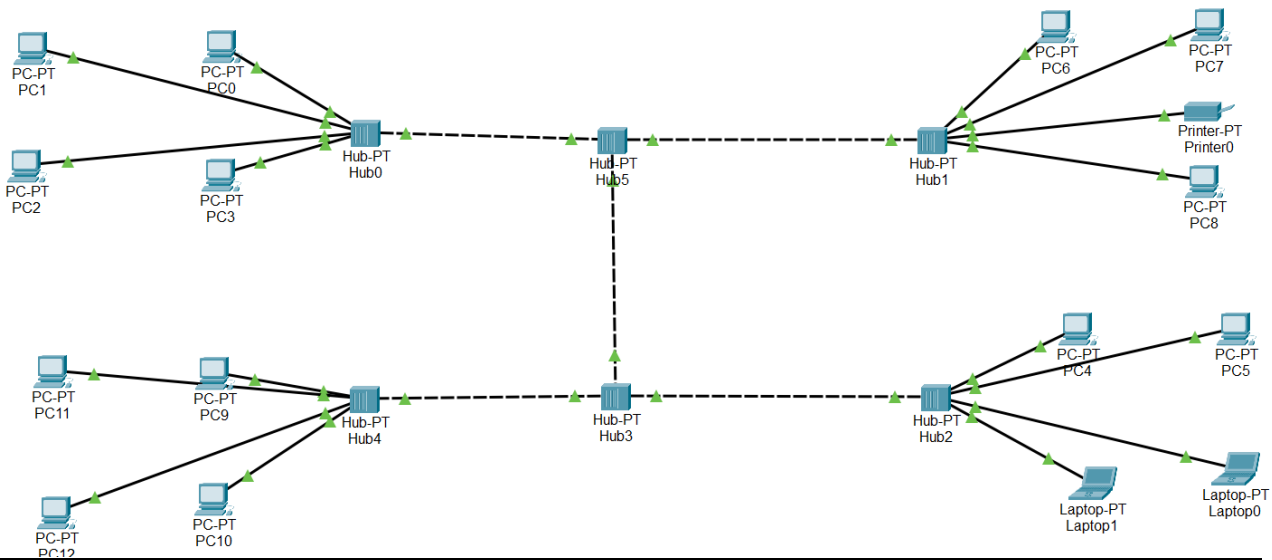 PC-PT
PC1
PC-PT
PC0
PC-PT
PC2
PC-PT
PC3
Hub-PT
Hub0
Hub-PT
Hub5
Hub-PT
Hub1
PC-PT
PC6
PC-PT
PC7
Printer-PT
Printer0
PC-PT
PC8
PC-PT
PC11
PC-PT
PC9
PC-PT
PC12
PC-PT
PC10
Hub-PT
Hub4
Hub-PT
Hub3
Hub-PT
Hub2
PC-PT
PC4
PC-PT
PC5
Laptop-PT
Laptop1
Laptop-PT
Laptop0